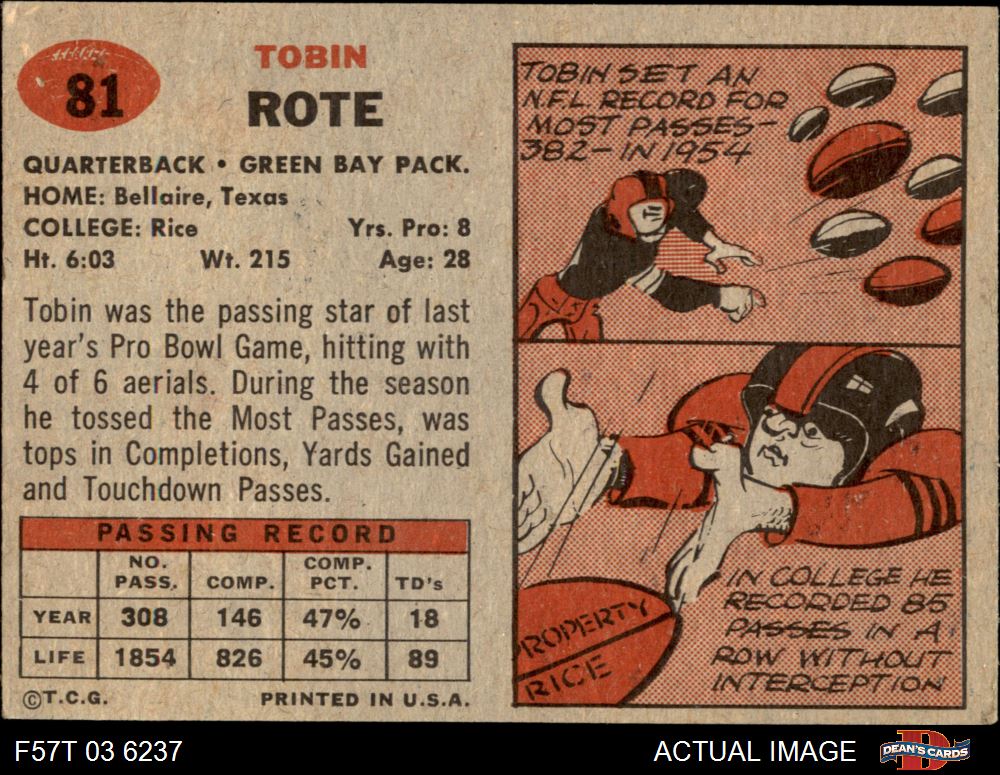 81
TOBIN
ROTE
QUARTERBACK • GREEN BAY PACK.
HOME: Bellaire, Texas
COLLEGE: Rice Yrs. Pro: 8
Ht. 6:03 Wt. 215 Age: 28
Tobin was the passing star of last
year's Pro Bowl Game, hitting with
4 of 6 aerials. During the season
he tossed the Most Passes, was
tops in Completions, Yards Gained
and Touchdown Passes.
PASSING RECORD
NO. PASS. COMP. COMP. PCT. TD's
YEAR 308 146 47% 18
LIFE 1854 826 45% 89
©T.C.G. PRINTED IN U.S.A.
TOBIN SET AN
N.F.L. RECORD FOR
MOST PASSES—
382—IN 1954
IN COLLEGE HE
RECORDED 85
PASSES IN A
ROW WITHOUT
INTERCEPTION
PROPERTY
RICE
D
DEAN'S CARDS
F57T 03 6237 ACTUAL IMAGE
D
DEAN'S CARDS